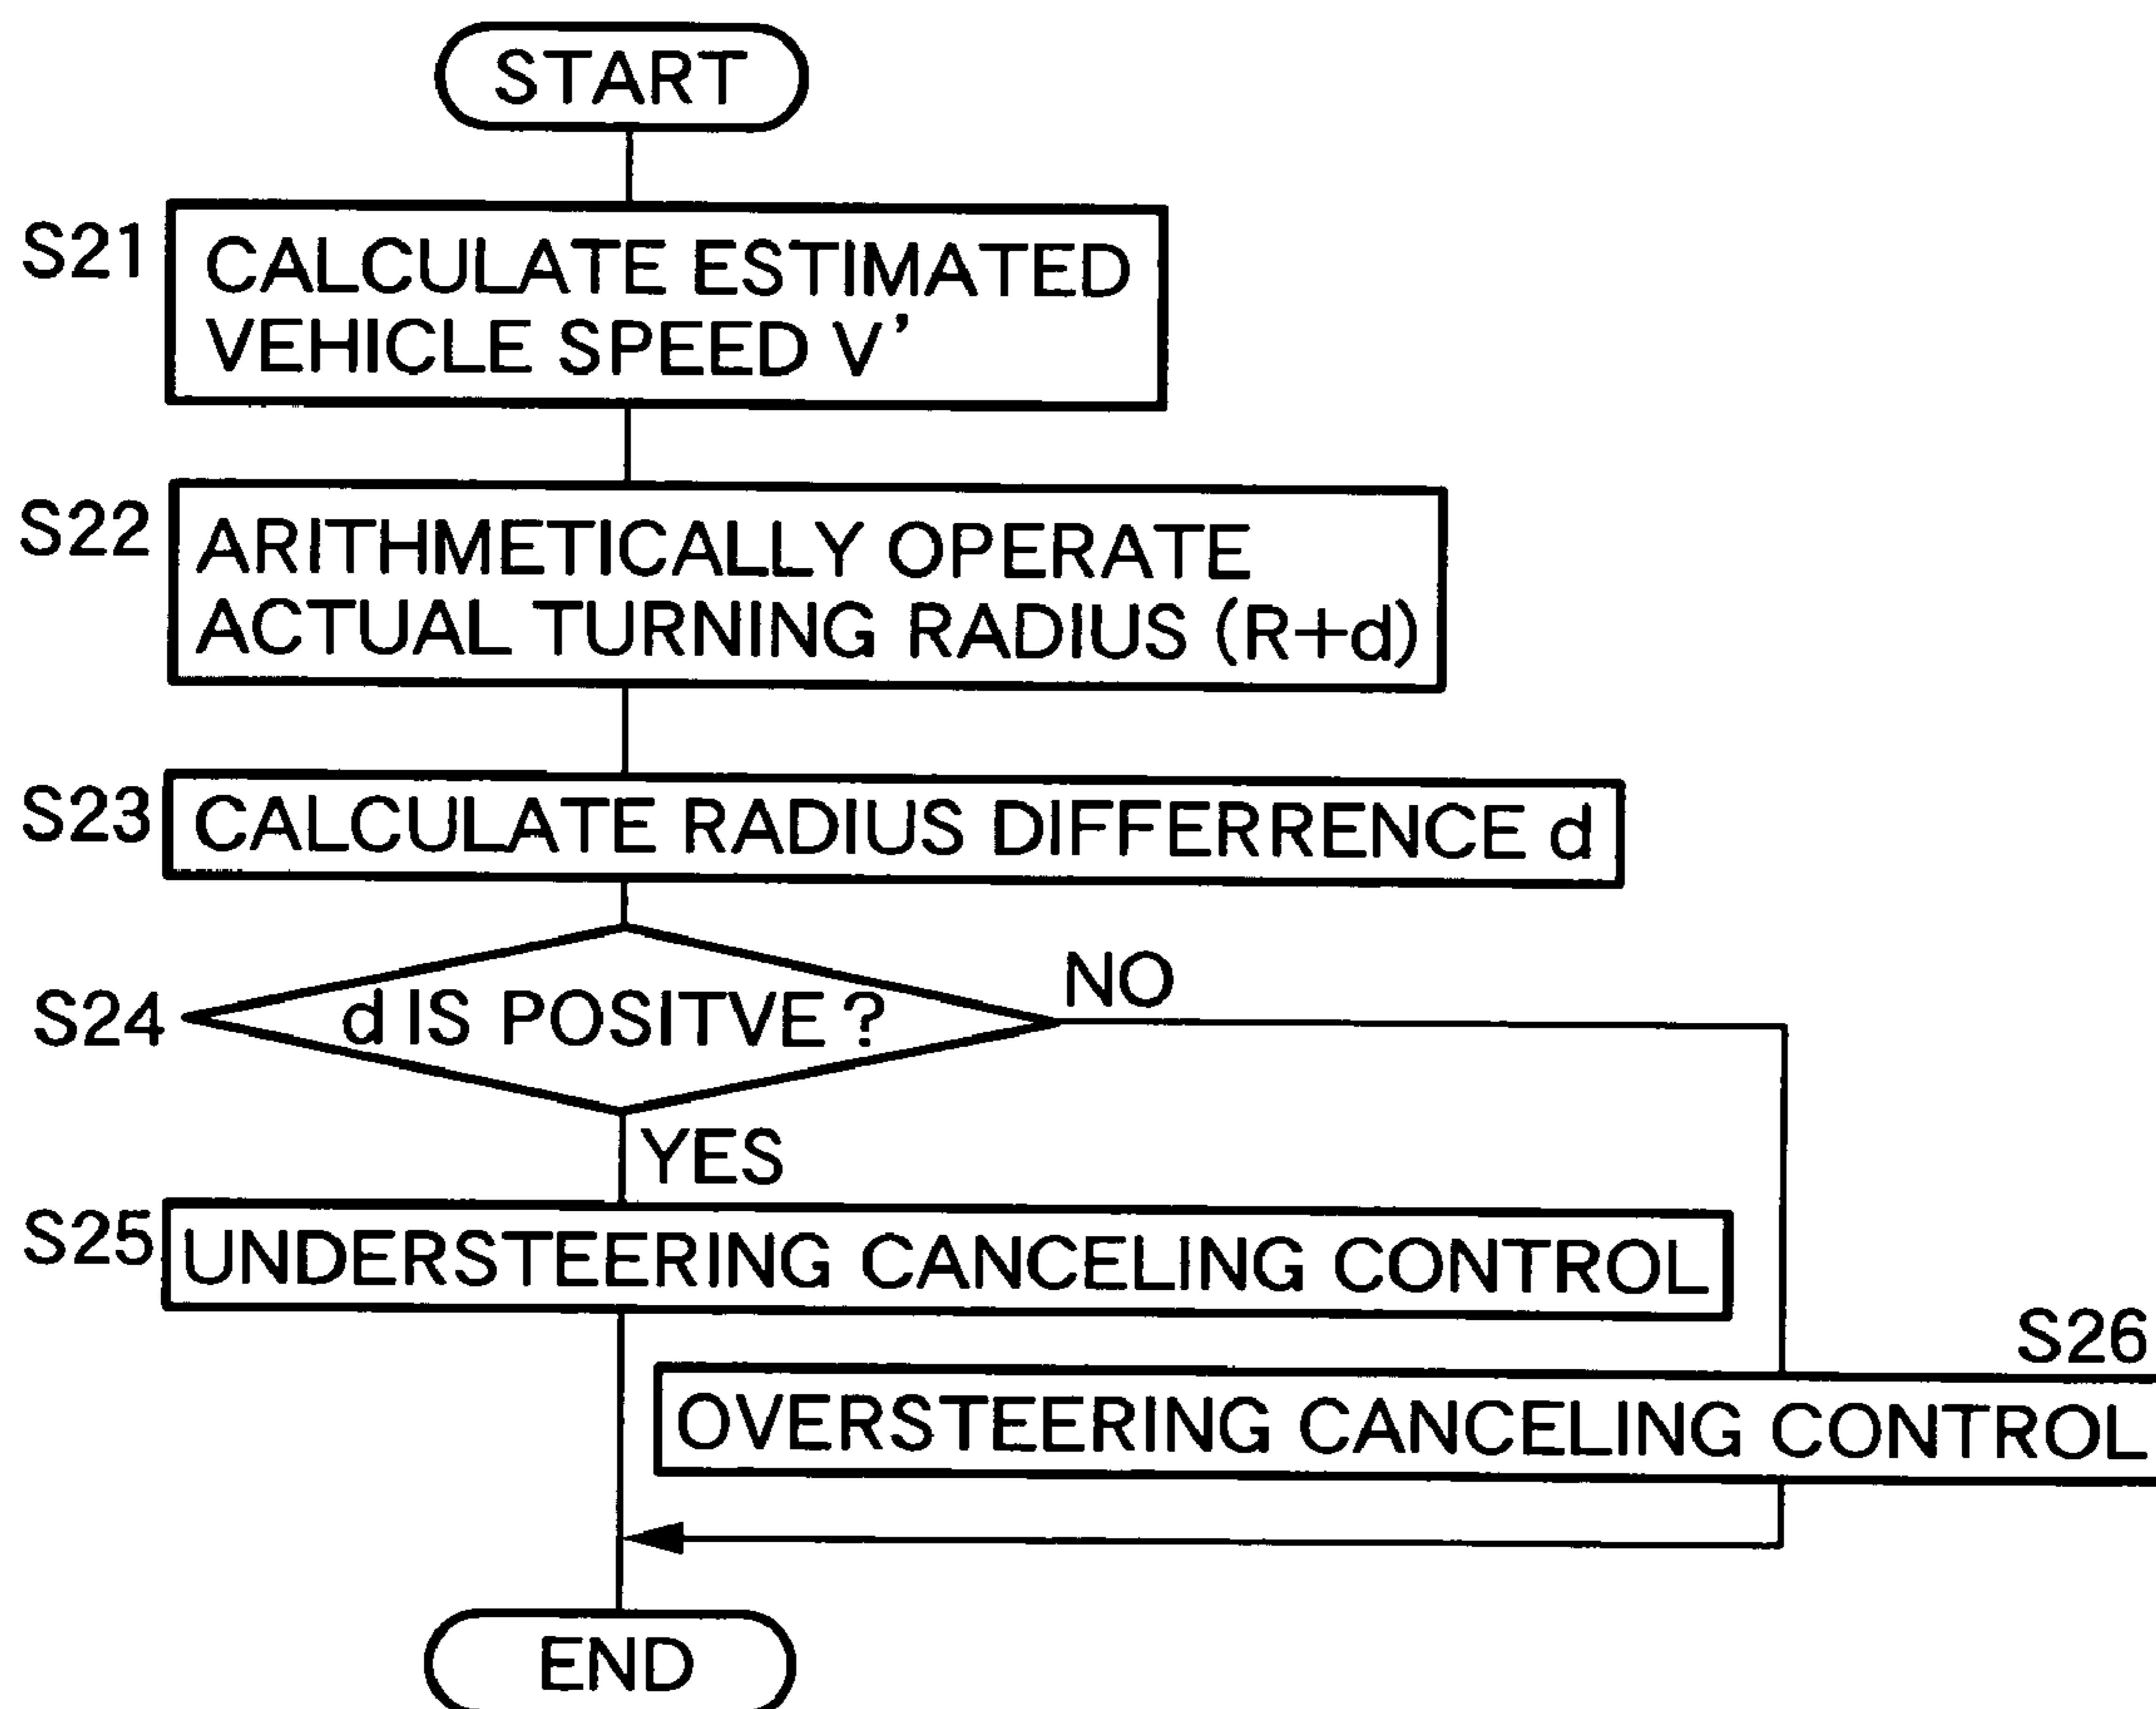 START
S21
CALCULATE ESTIMATED
VEHICLE SPEED V'
S22
ARITHMETICALLY OPERATE
ACTUAL TURNING RADIUS (R+d)
S23
CALCULATE RADIUS DIFFERRENCE d
S24
d IS POSITVE?
NO
YES
S25
UNDERSTEERING CANCELING CONTROL
S26
OVERSTEERING CANCELING CONTROL
END